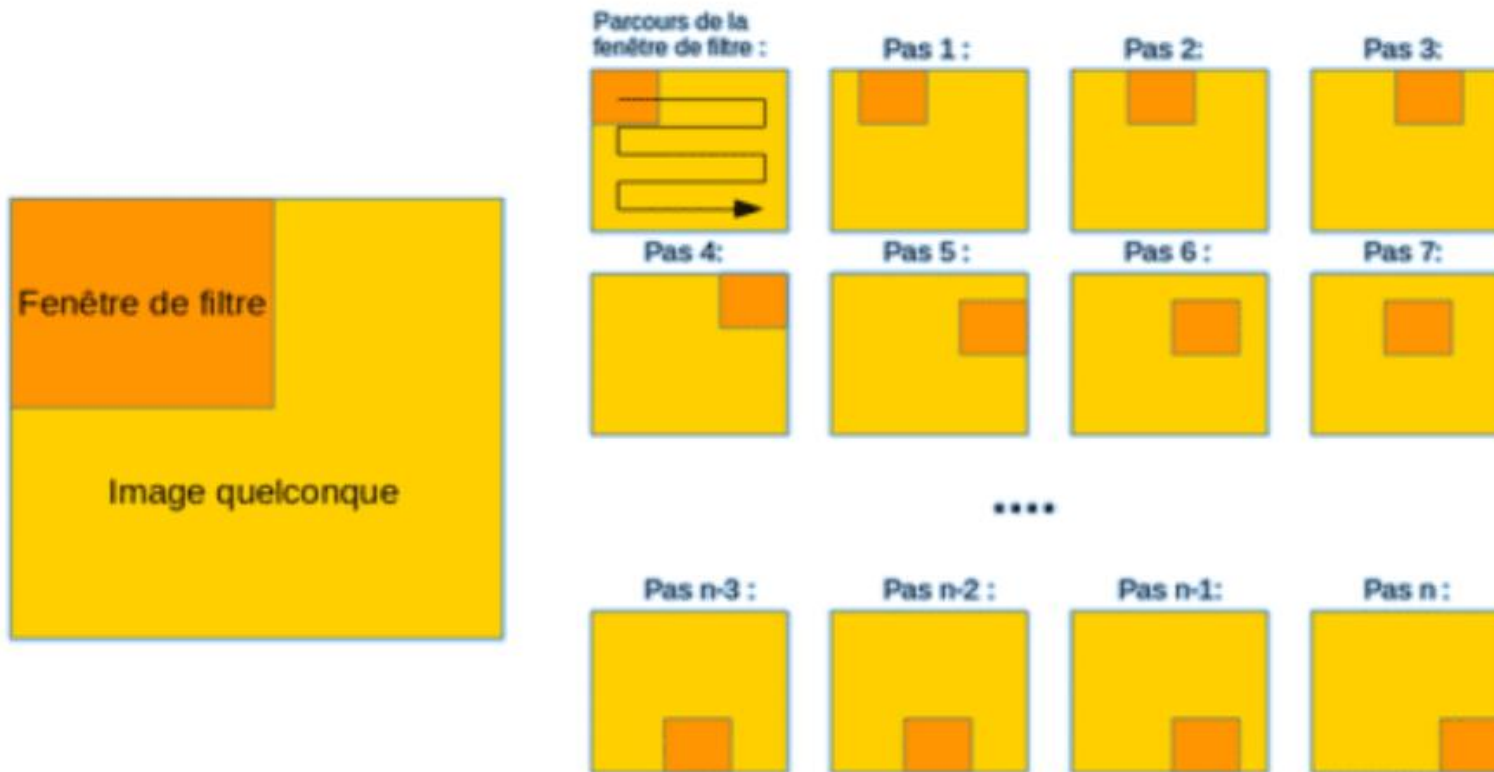 Parcours de la
fenêtre de filtre :
Pas 1 :
Pas 2:
Pas 3:
Pas 4:
Pas 5 :
Pas 6 :
Pas 7:
Fenêtre de filtre
Image quelconque
....
Pas n-3 :
Pas n-2 :
Pas n-1:
Pas n :